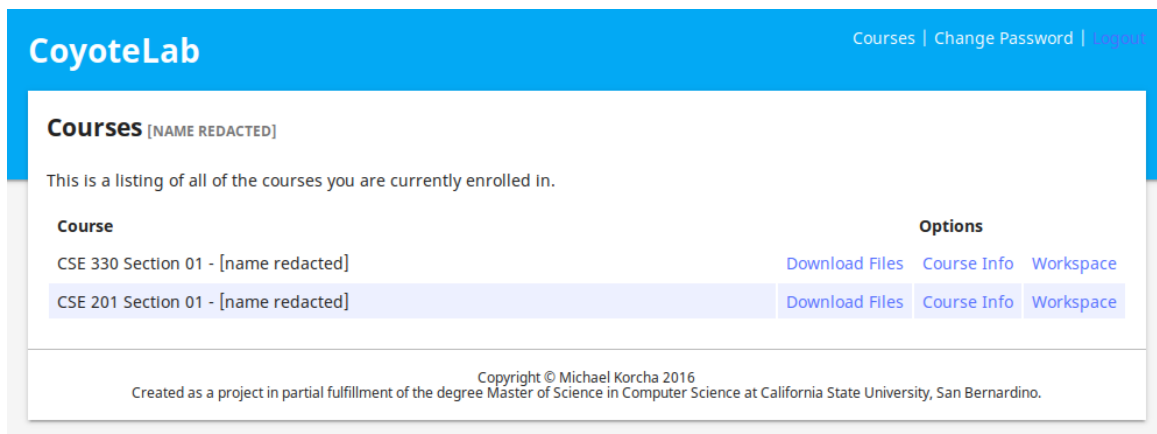 CoyoteLab
Courses | Change Password | Logout
Courses [NAME REDACTED]
This is a listing of all of the courses you are currently enrolled in.
Course Options
CSE 330 Section 01 - [name redacted] Download Files Course Info Workspace
CSE 201 Section 01 - [name redacted] Download Files Course Info Workspace
Copyright © Michael Korcha 2016
Created as a project in partial fulfillment of the degree Master of Science in Computer Science at California State University, San Bernardino.